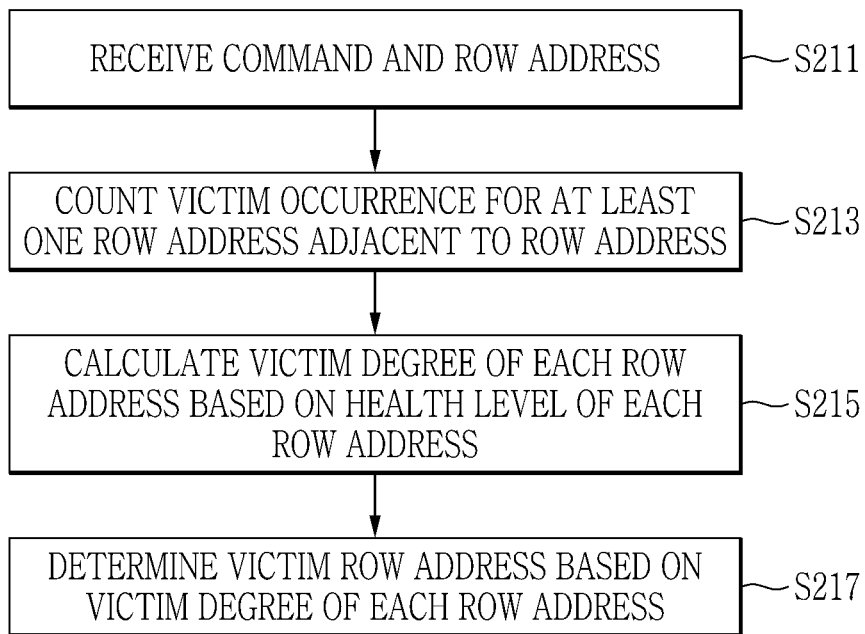 RECEIVE COMMAND AND ROW ADDRESS
S211
COUNT VICTIM OCCURRENCE FOR AT LEAST
ONE ROW ADDRESS ADJACENT TO ROW ADDRESS
S213
CALCULATE VICTIM DEGREE OF EACH ROW
ADDRESS BASED ON HEALTH LEVEL OF EACH
ROW ADDRESS
S215
DETERMINE VICTIM ROW ADDRESS BASED ON
VICTIM DEGREE OF EACH ROW ADDRESS
S217